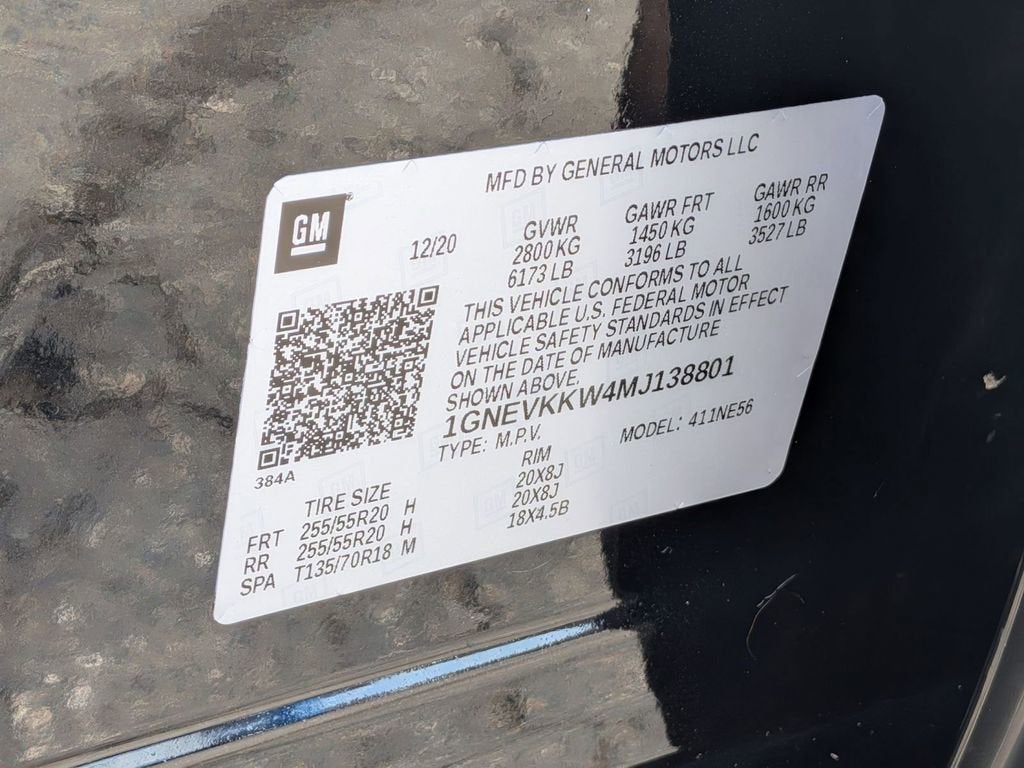 MFD BY GENERAL MOTORS LLC
GM
12/20
GVWR GAWR FRT GAWR RR
2800 KG 1450 KG 1600 KG
6173 LB 3196 LB 3527 LB
THIS VEHICLE CONFORMS TO ALL
APPLICABLE U.S. FEDERAL MOTOR
VEHICLE SAFETY STANDARDS IN EFFECT
ON THE DATE OF MANUFACTURE
SHOWN ABOVE.
1GNEVKKW4MJ138801
TYPE: M.P.V. MODEL: 411NE56
384A
TIRE SIZE RIM
FRT 255/55R20 H 20X8J
RR 255/55R20 H 20X8J
SPA T135/70R18 M 18X4.5B